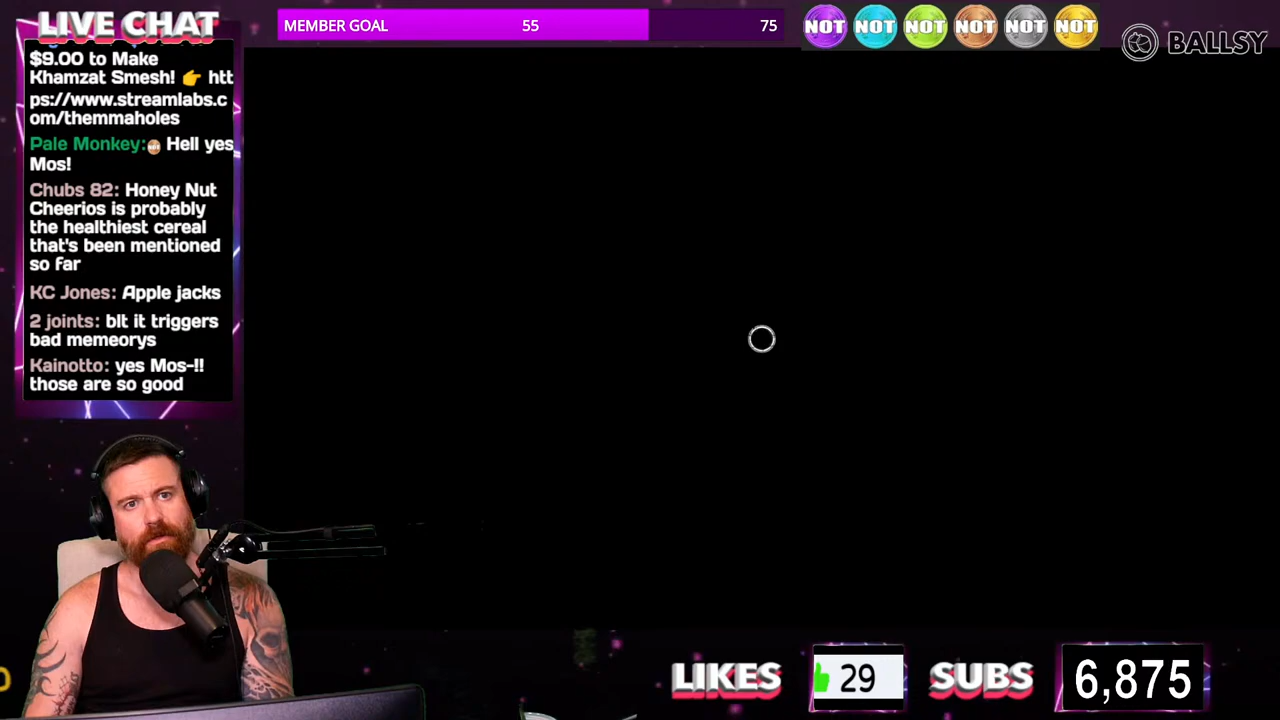 LIVE CHAT
$9.00 to Make
Khamzat Smesh! 👉 htt
ps://www.streamlabs.c
om/themmaholes
Pale Monkey: NOT Hell yes
Mos!
Chubs 82: Honey Nut
Cheerios is probably
the healthiest cereal
that's been mentioned
so far
KC Jones: Apple jacks
2 joints: blt it triggers
bad memeorys
Kainotto: yes Mos-!!
those are so good
MEMBER GOAL 55 75
NOT NOT NOT NOT NOT NOT
BALLSY
LIKES 29 SUBS 6,875